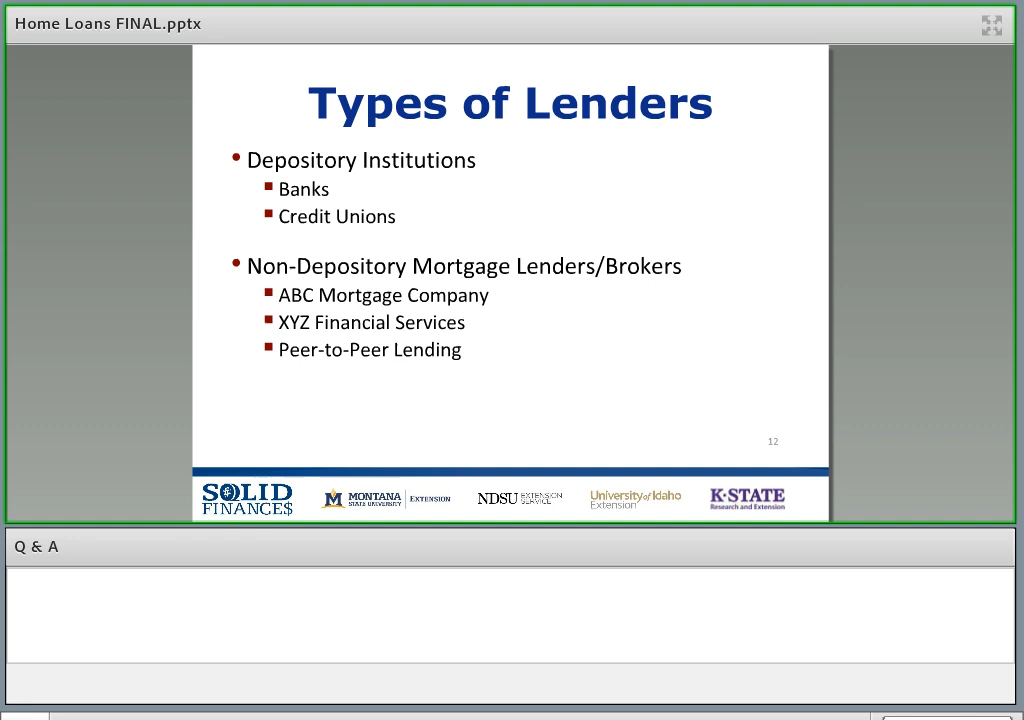 Home Loans FINAL.pptx
Types of Lenders
• Depository Institutions
▪ Banks
▪ Credit Unions
• Non-Depository Mortgage Lenders/Brokers
▪ ABC Mortgage Company
▪ XYZ Financial Services
▪ Peer-to-Peer Lending
12
SOLID
FINANCE$
M MONTANA
STATE UNIVERSITY
EXTENSION
NDSU EXTENSION
SERVICE
University of Idaho
Extension
K-STATE
Research and Extension
Q & A